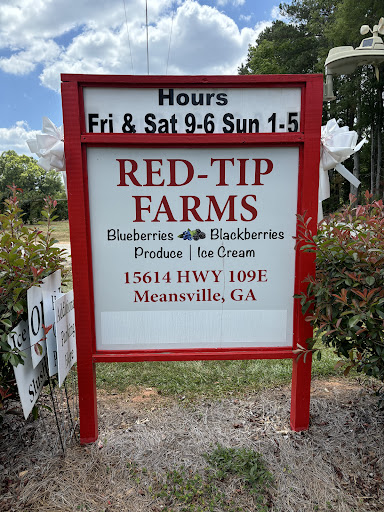 Hours
Fri & Sat 9-6 Sun 1-5
RED-TIP
FARMS
Blueberries Blackberries
Produce | Ice Cream
15614 HWY 109E
Meansville, GA
Ice